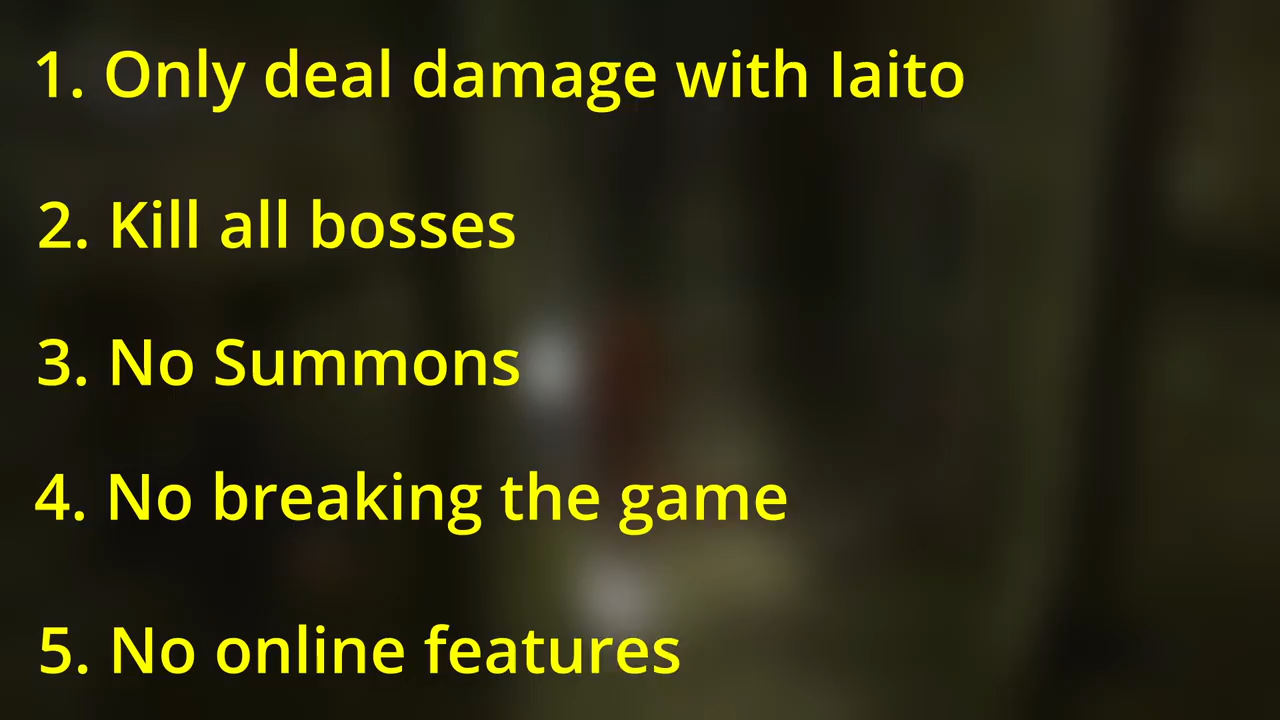 1. Only deal damage with Iaito
2. Kill all bosses
3. No Summons
4. No breaking the game
5. No online features